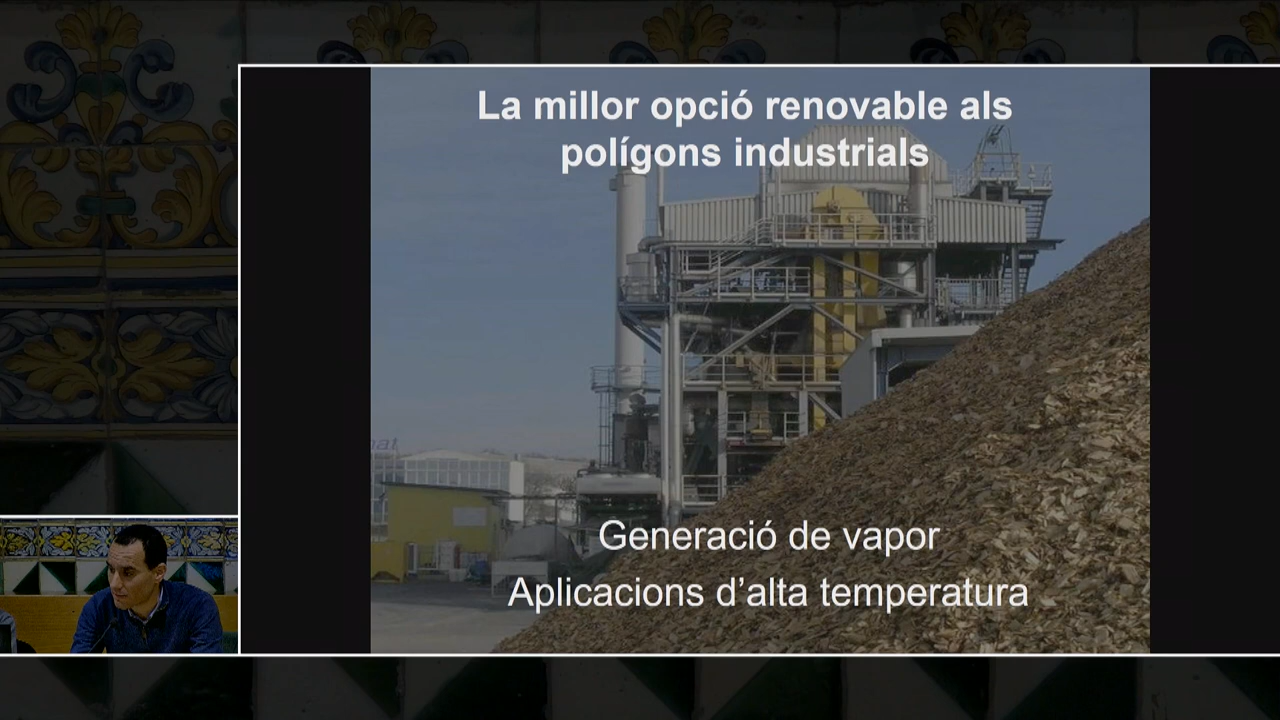 La millor opció renovable als
polígons industrials
Generació de vapor
Aplicacions d'alta temperatura